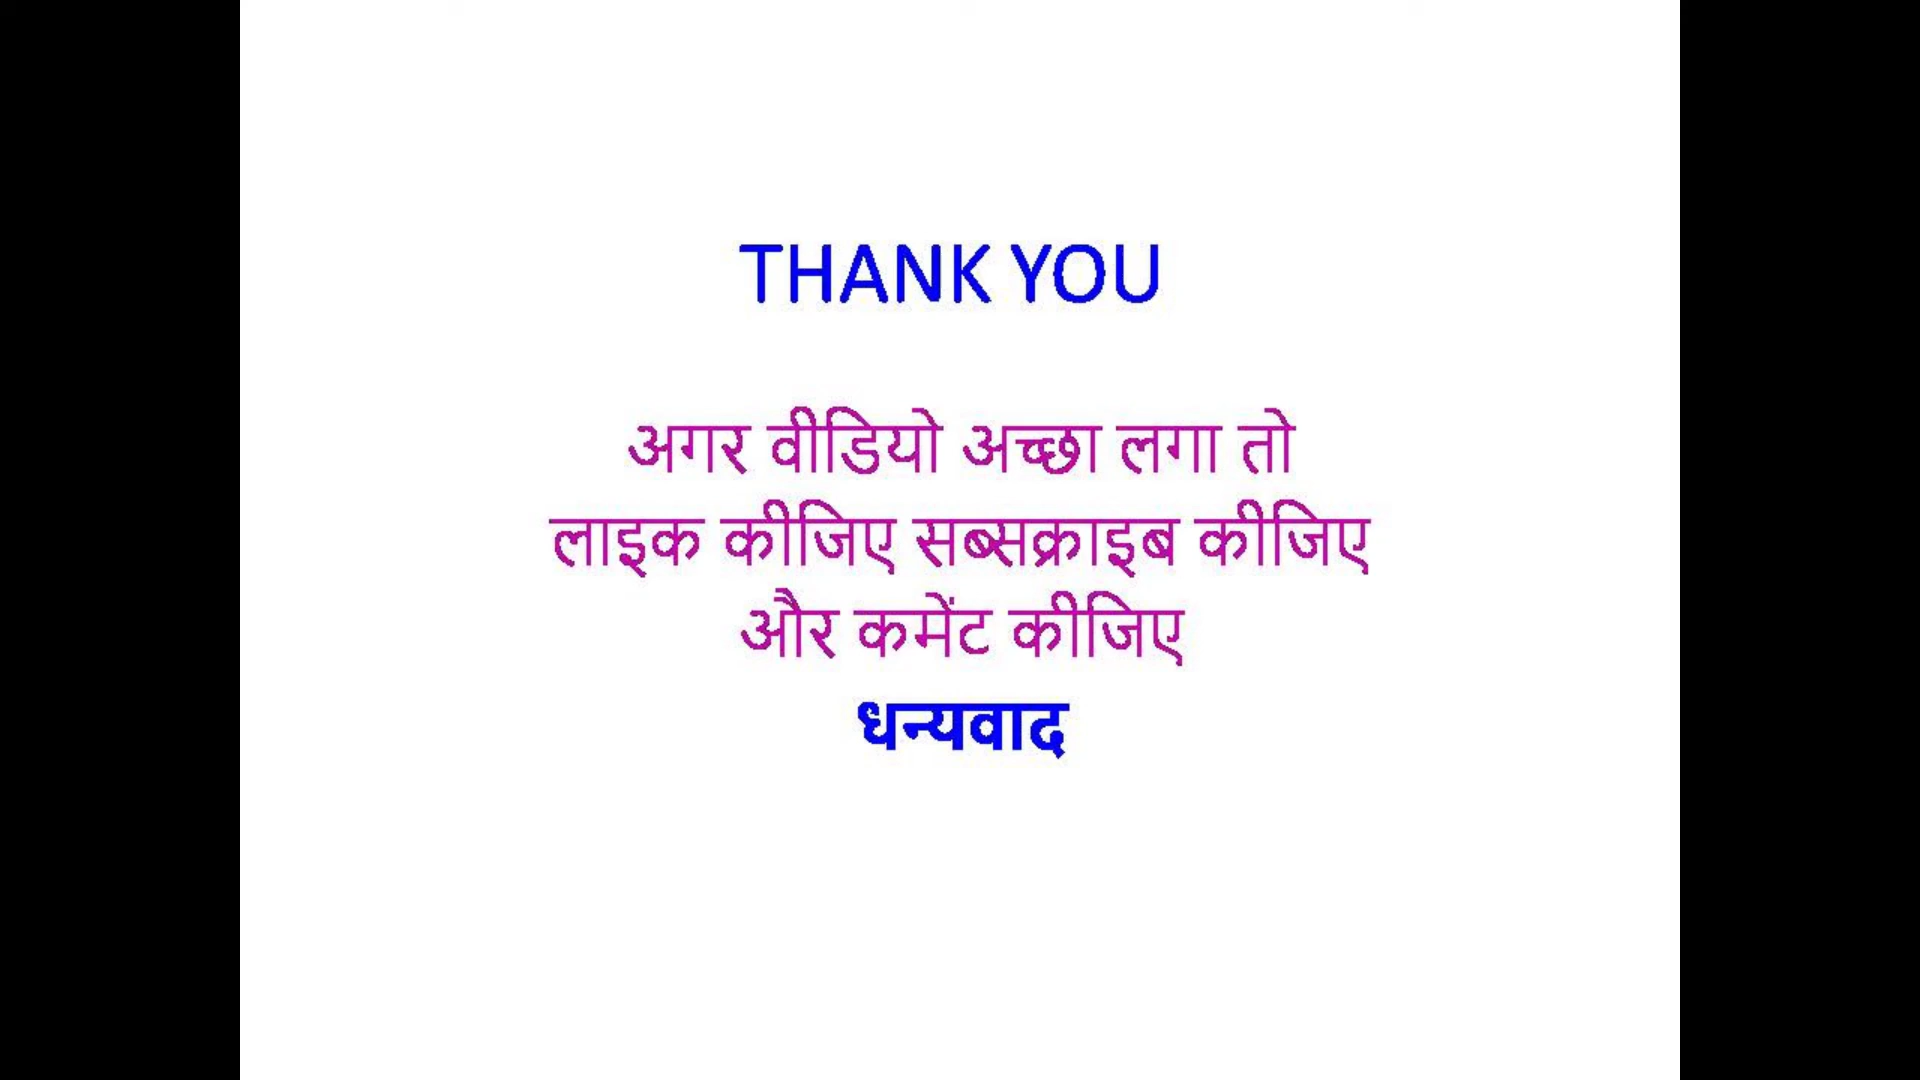 THANK YOU
अगर वीडियो अच्छा लगा तो
लाइक कीजिए सब्सक्राइब कीजिए
और कमेंट कीजिए
धन्यवाद